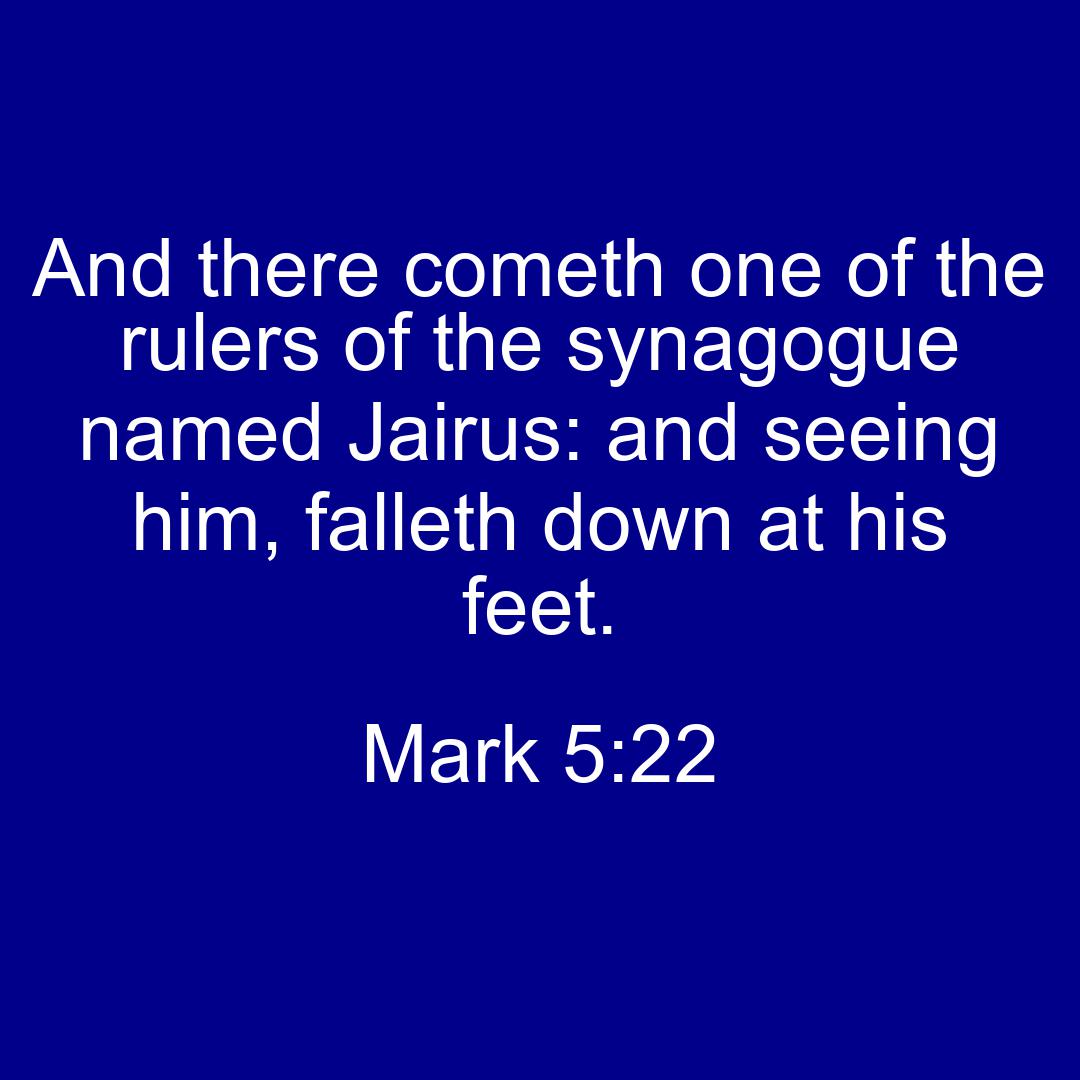 And there cometh one of the
rulers of the synagogue
named Jairus: and seeing
him, falleth down at his
feet.
Mark 5:22